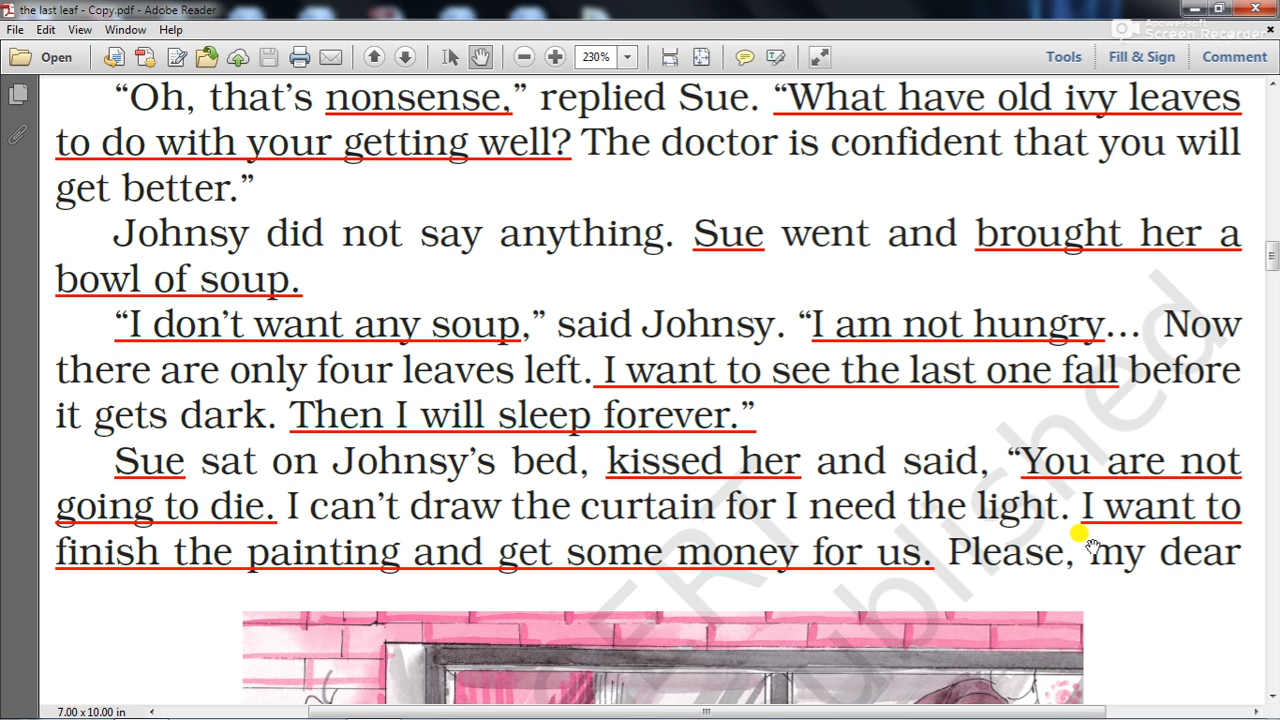 the last leaf - Copy.pdf - Adobe Reader
File Edit View Window Help
Apowersoft
Screen Recorder
Open 230% Tools Fill & Sign Comment
“Oh, that’s nonsense,” replied Sue. “What have old ivy leaves
to do with your getting well? The doctor is confident that you will
get better.”
Johnsy did not say anything. Sue went and brought her a
bowl of soup.
“I don’t want any soup,” said Johnsy. “I am not hungry… Now
there are only four leaves left. I want to see the last one fall before
it gets dark. Then I will sleep forever.”
Sue sat on Johnsy’s bed, kissed her and said, “You are not
going to die. I can’t draw the curtain for I need the light. I want to
finish the painting and get some money for us. Please, my dear
7.00 x 10.00 in